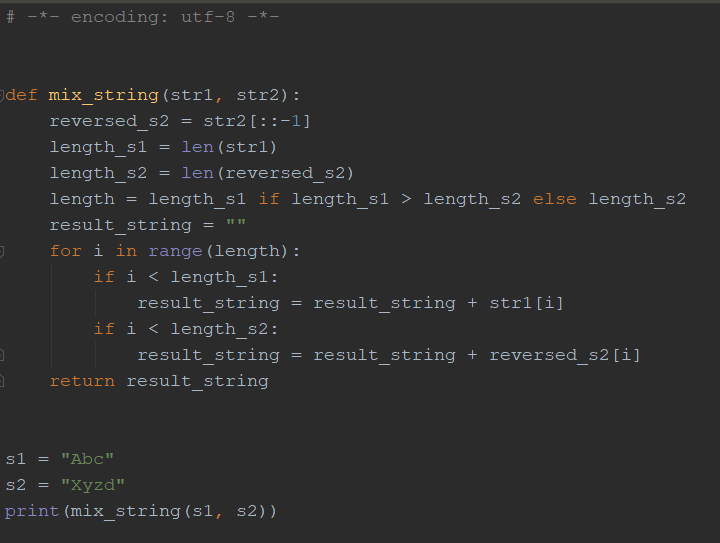 # -*- encoding: utf-8 -*-
def mix_string(str1, str2):
    reversed_s2 = str2[::-1]
    length_s1 = len(str1)
    length_s2 = len(reversed_s2)
    length = length_s1 if length_s1 > length_s2 else length_s2
    result_string = ""
    for i in range(length):
        if i < length_s1:
            result_string = result_string + str1[i]
        if i < length_s2:
            result_string = result_string + reversed_s2[i]
    return result_string
s1 = "Abc"
s2 = "Xyzd"
print(mix_string(s1, s2))